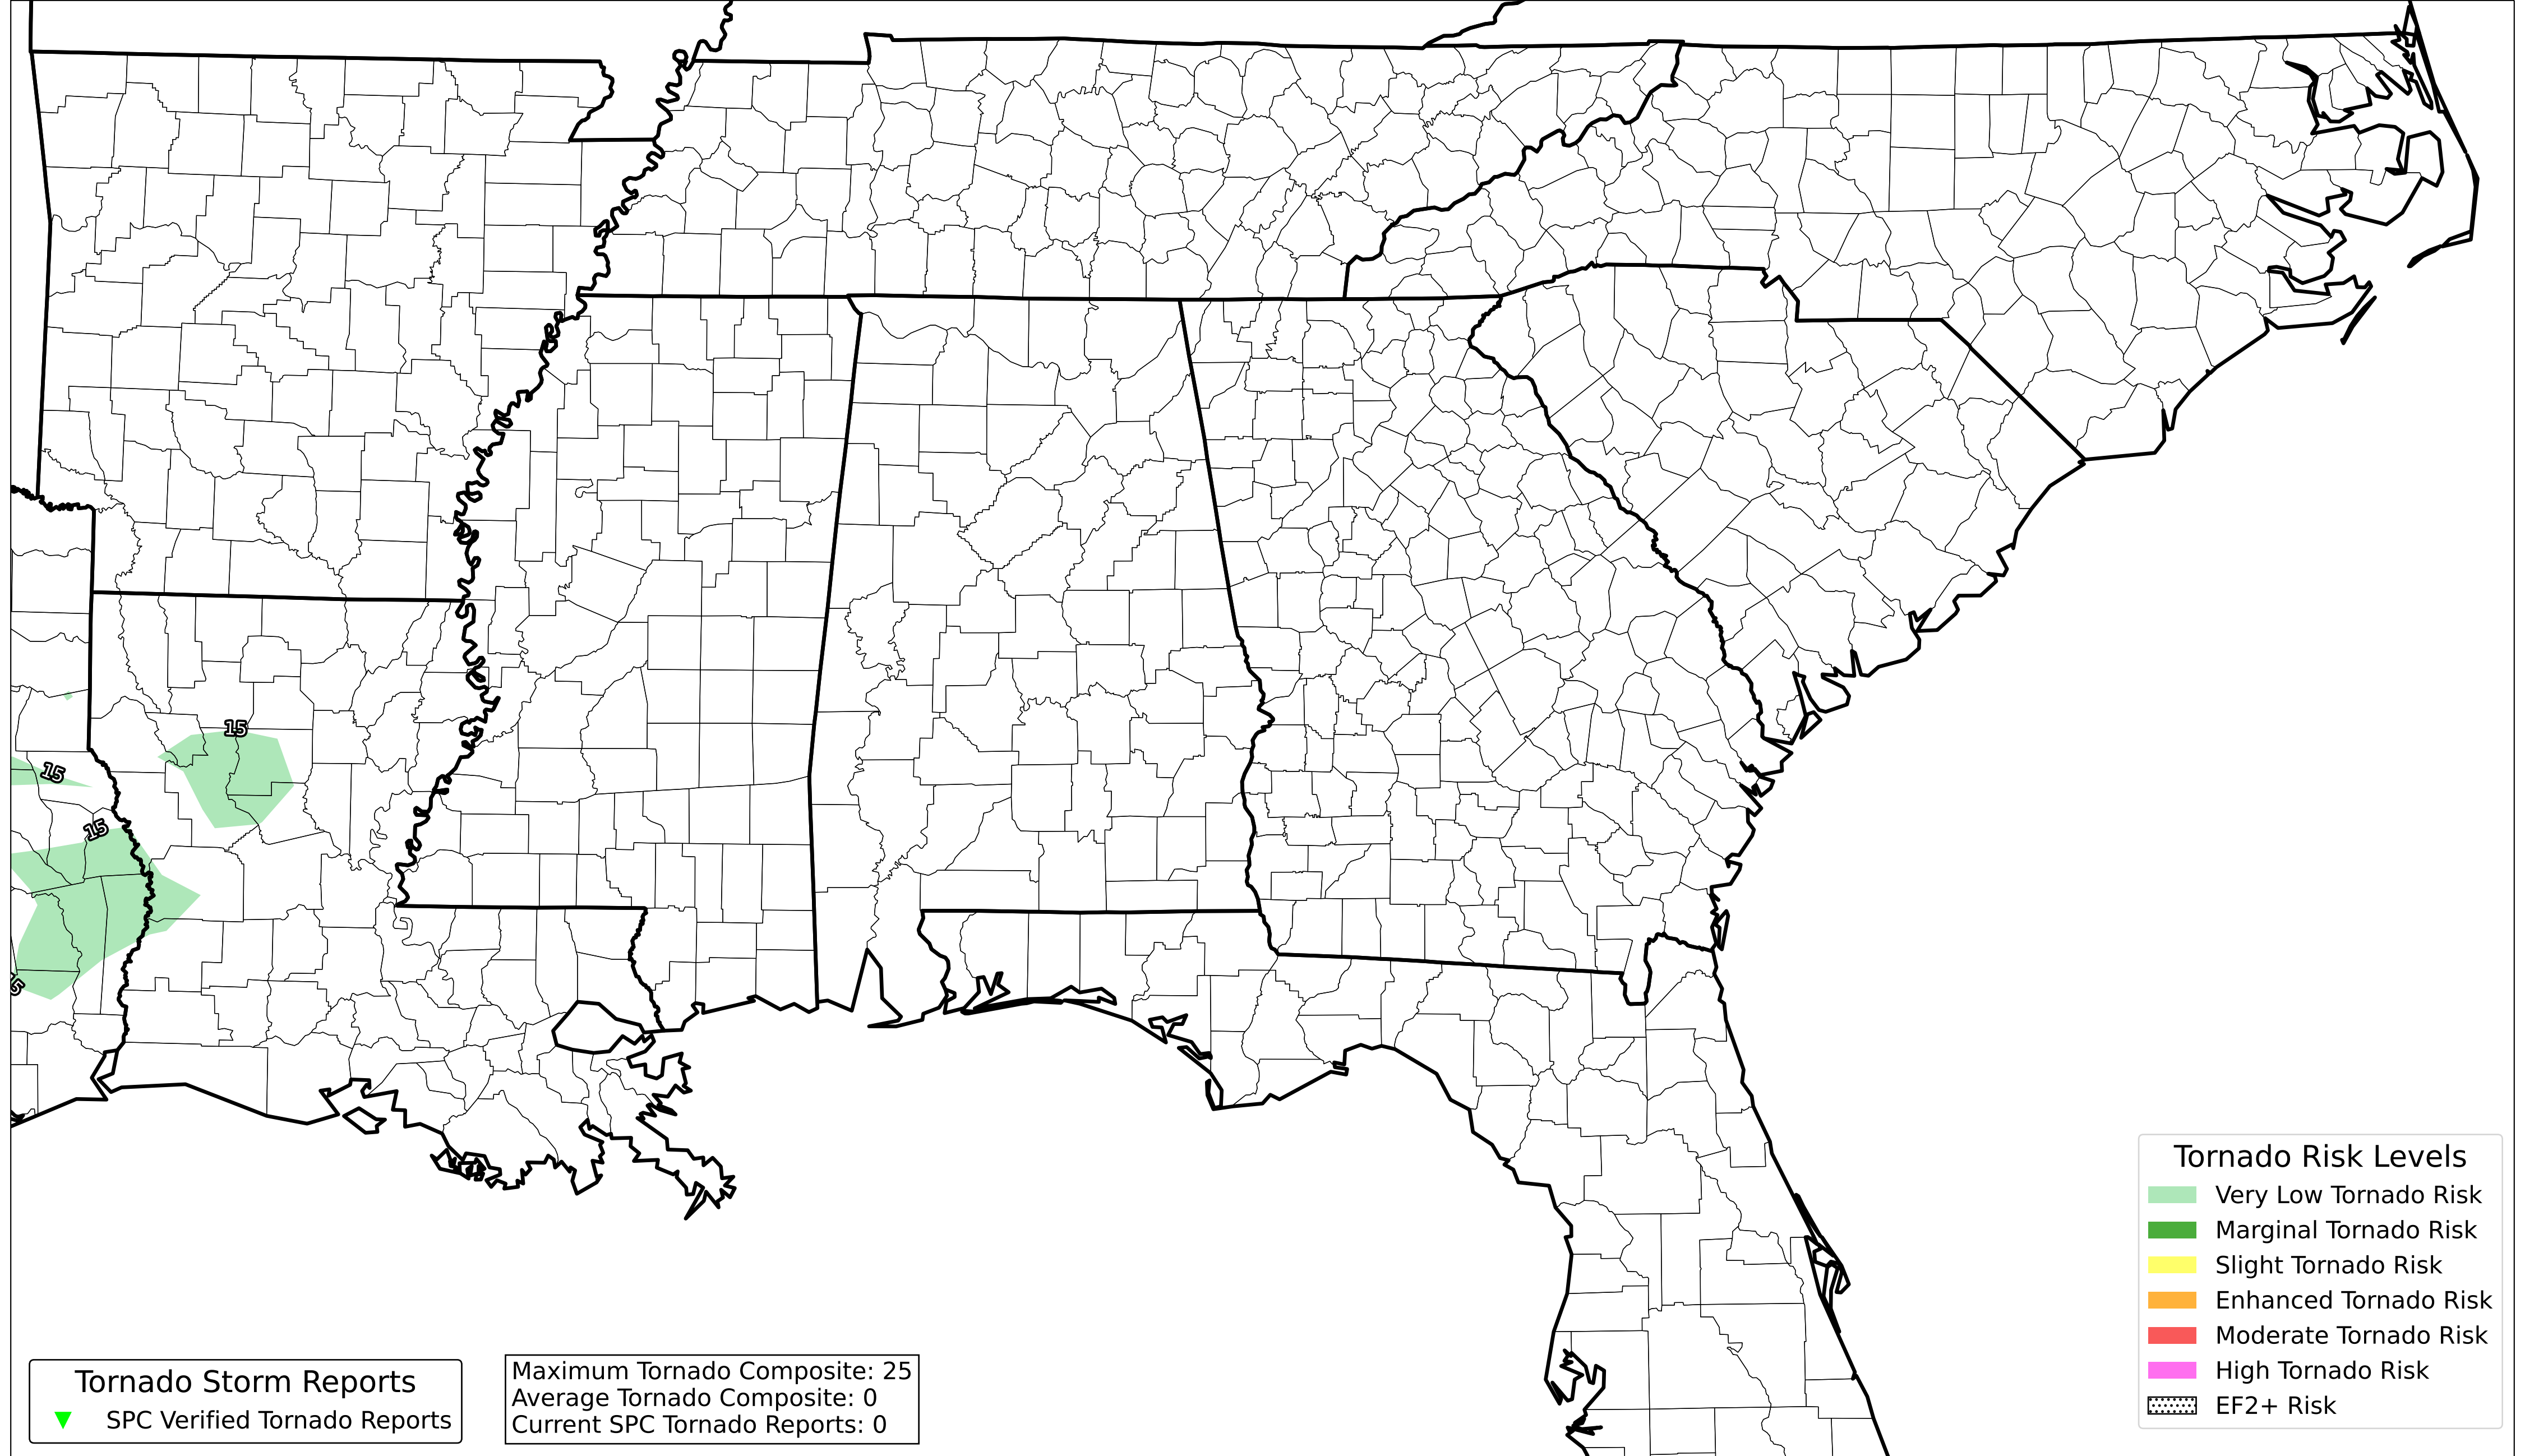 15
15
15
Tornado Storm Reports
SPC Verified Tornado Reports
Maximum Tornado Composite: 25
Average Tornado Composite: 0
Current SPC Tornado Reports: 0
Tornado Risk Levels
Very Low Tornado Risk
Marginal Tornado Risk
Slight Tornado Risk
Enhanced Tornado Risk
Moderate Tornado Risk
High Tornado Risk
EF2+ Risk